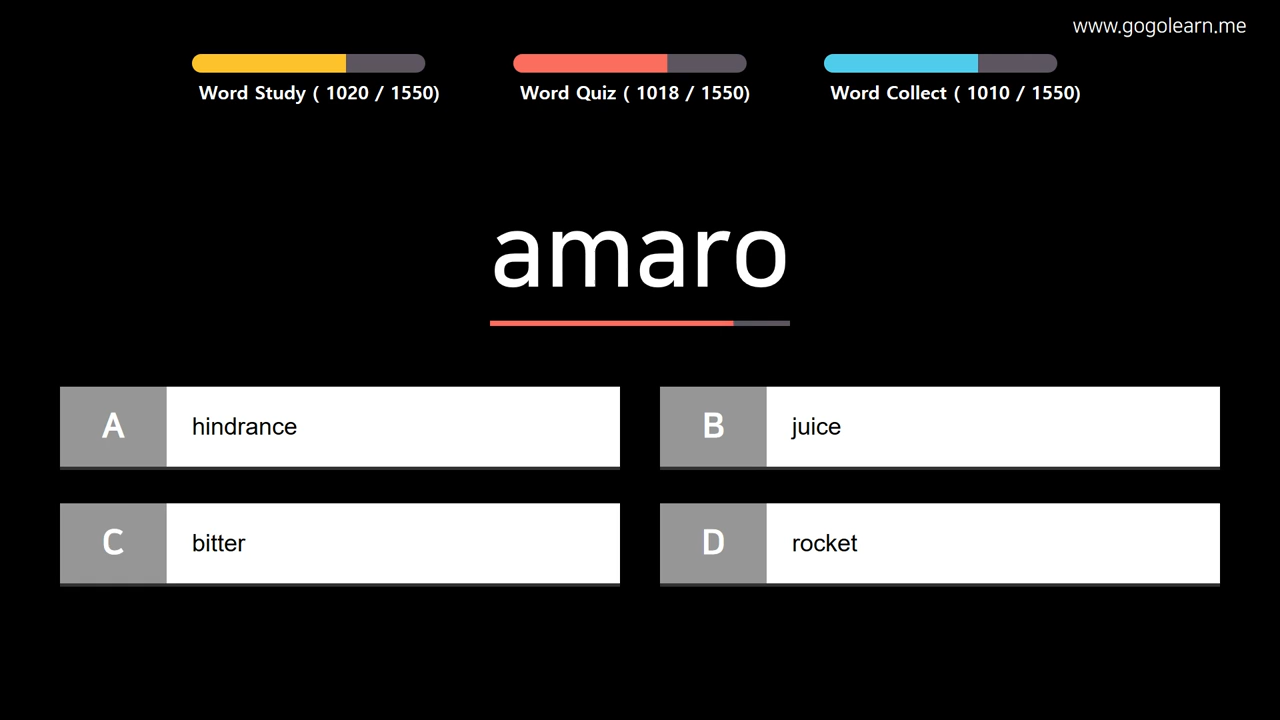 www.gogolearn.me
Word Study ( 1020 / 1550)
Word Quiz ( 1018 / 1550)
Word Collect ( 1010 / 1550)
amaro
A hindrance
B juice
C bitter
D rocket